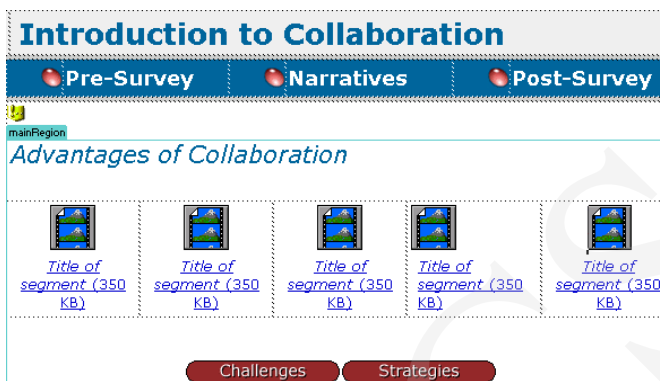 Introduction to Collaboration
Pre-Survey Narratives Post-Survey
mainRegion
Advantages of Collaboration
Title of Title of Title of Title of Title of
segment (350 segment (350 segment (350 segment (350 segment (350
KB) KB) KB) KB) KB)
Challenges Strategies